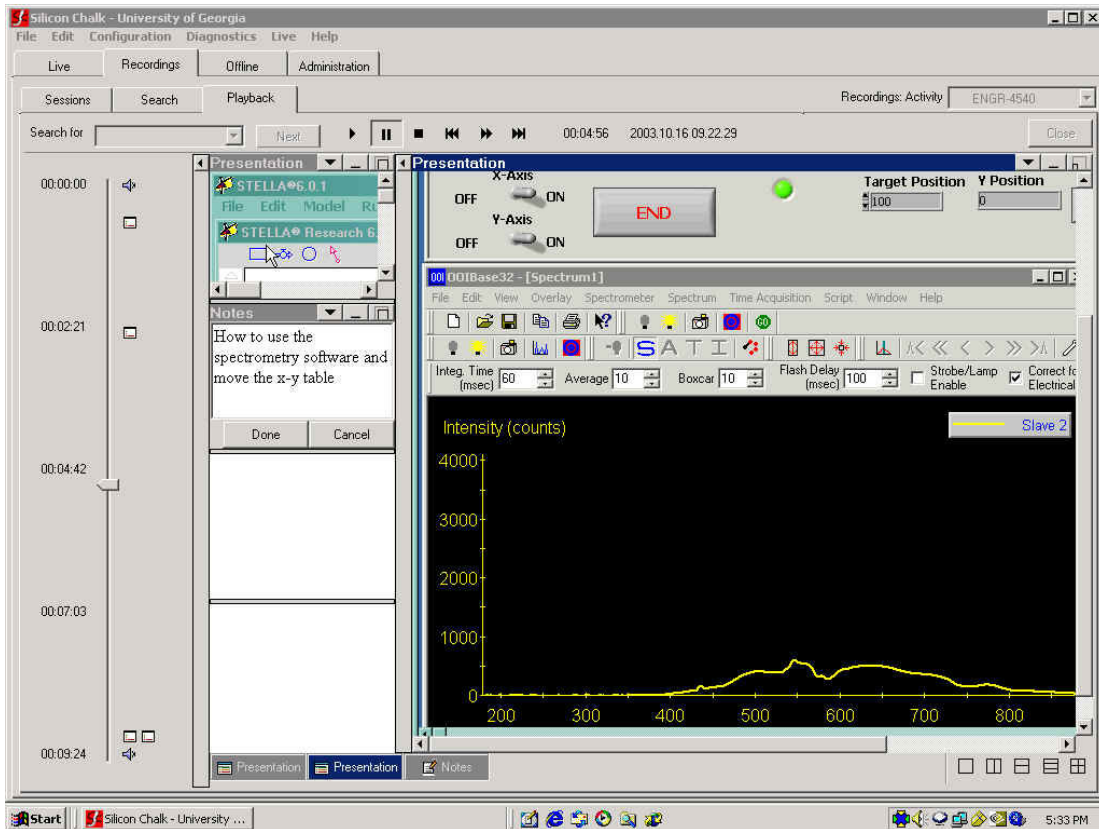 Silicon Chalk - University of Georgia
File Edit Configuration Diagnostics Live Help
Live Recordings Offline Administration
Sessions Search Playback
Recordings: Activity ENGR-4540
Search for Next 00:04:56 2003.10.16 09.22.29 Close
00:00:00
00:02:21
00:04:42
00:07:03
00:09:24
Presentation
STELLA®6.0.1
File Edit Model
STELLA® Research 6.
Notes
How to use the
spectrometry software and
move the x-y table
Done Cancel
Presentation
X-Axis
OFF ON
Y-Axis
OFF ON
END
Target Position Y Position
100 0
OOIBase32 - [Spectrum1]
File Edit View Overlay Spectrometer Spectrum Time Acquisition Script Window Help
GO
S A T I
Integ. Time (msec) 60 Average 10 Boxcar 10 Flash Delay (msec) 100 Strobe/Lamp Enable Correct Electrical
Intensity (counts)
Slave 2
4000
3000
2000
1000
0
200 300 400 500 600 700 800
Presentation Presentation Notes
Start Silicon Chalk - University ... 5:33 PM